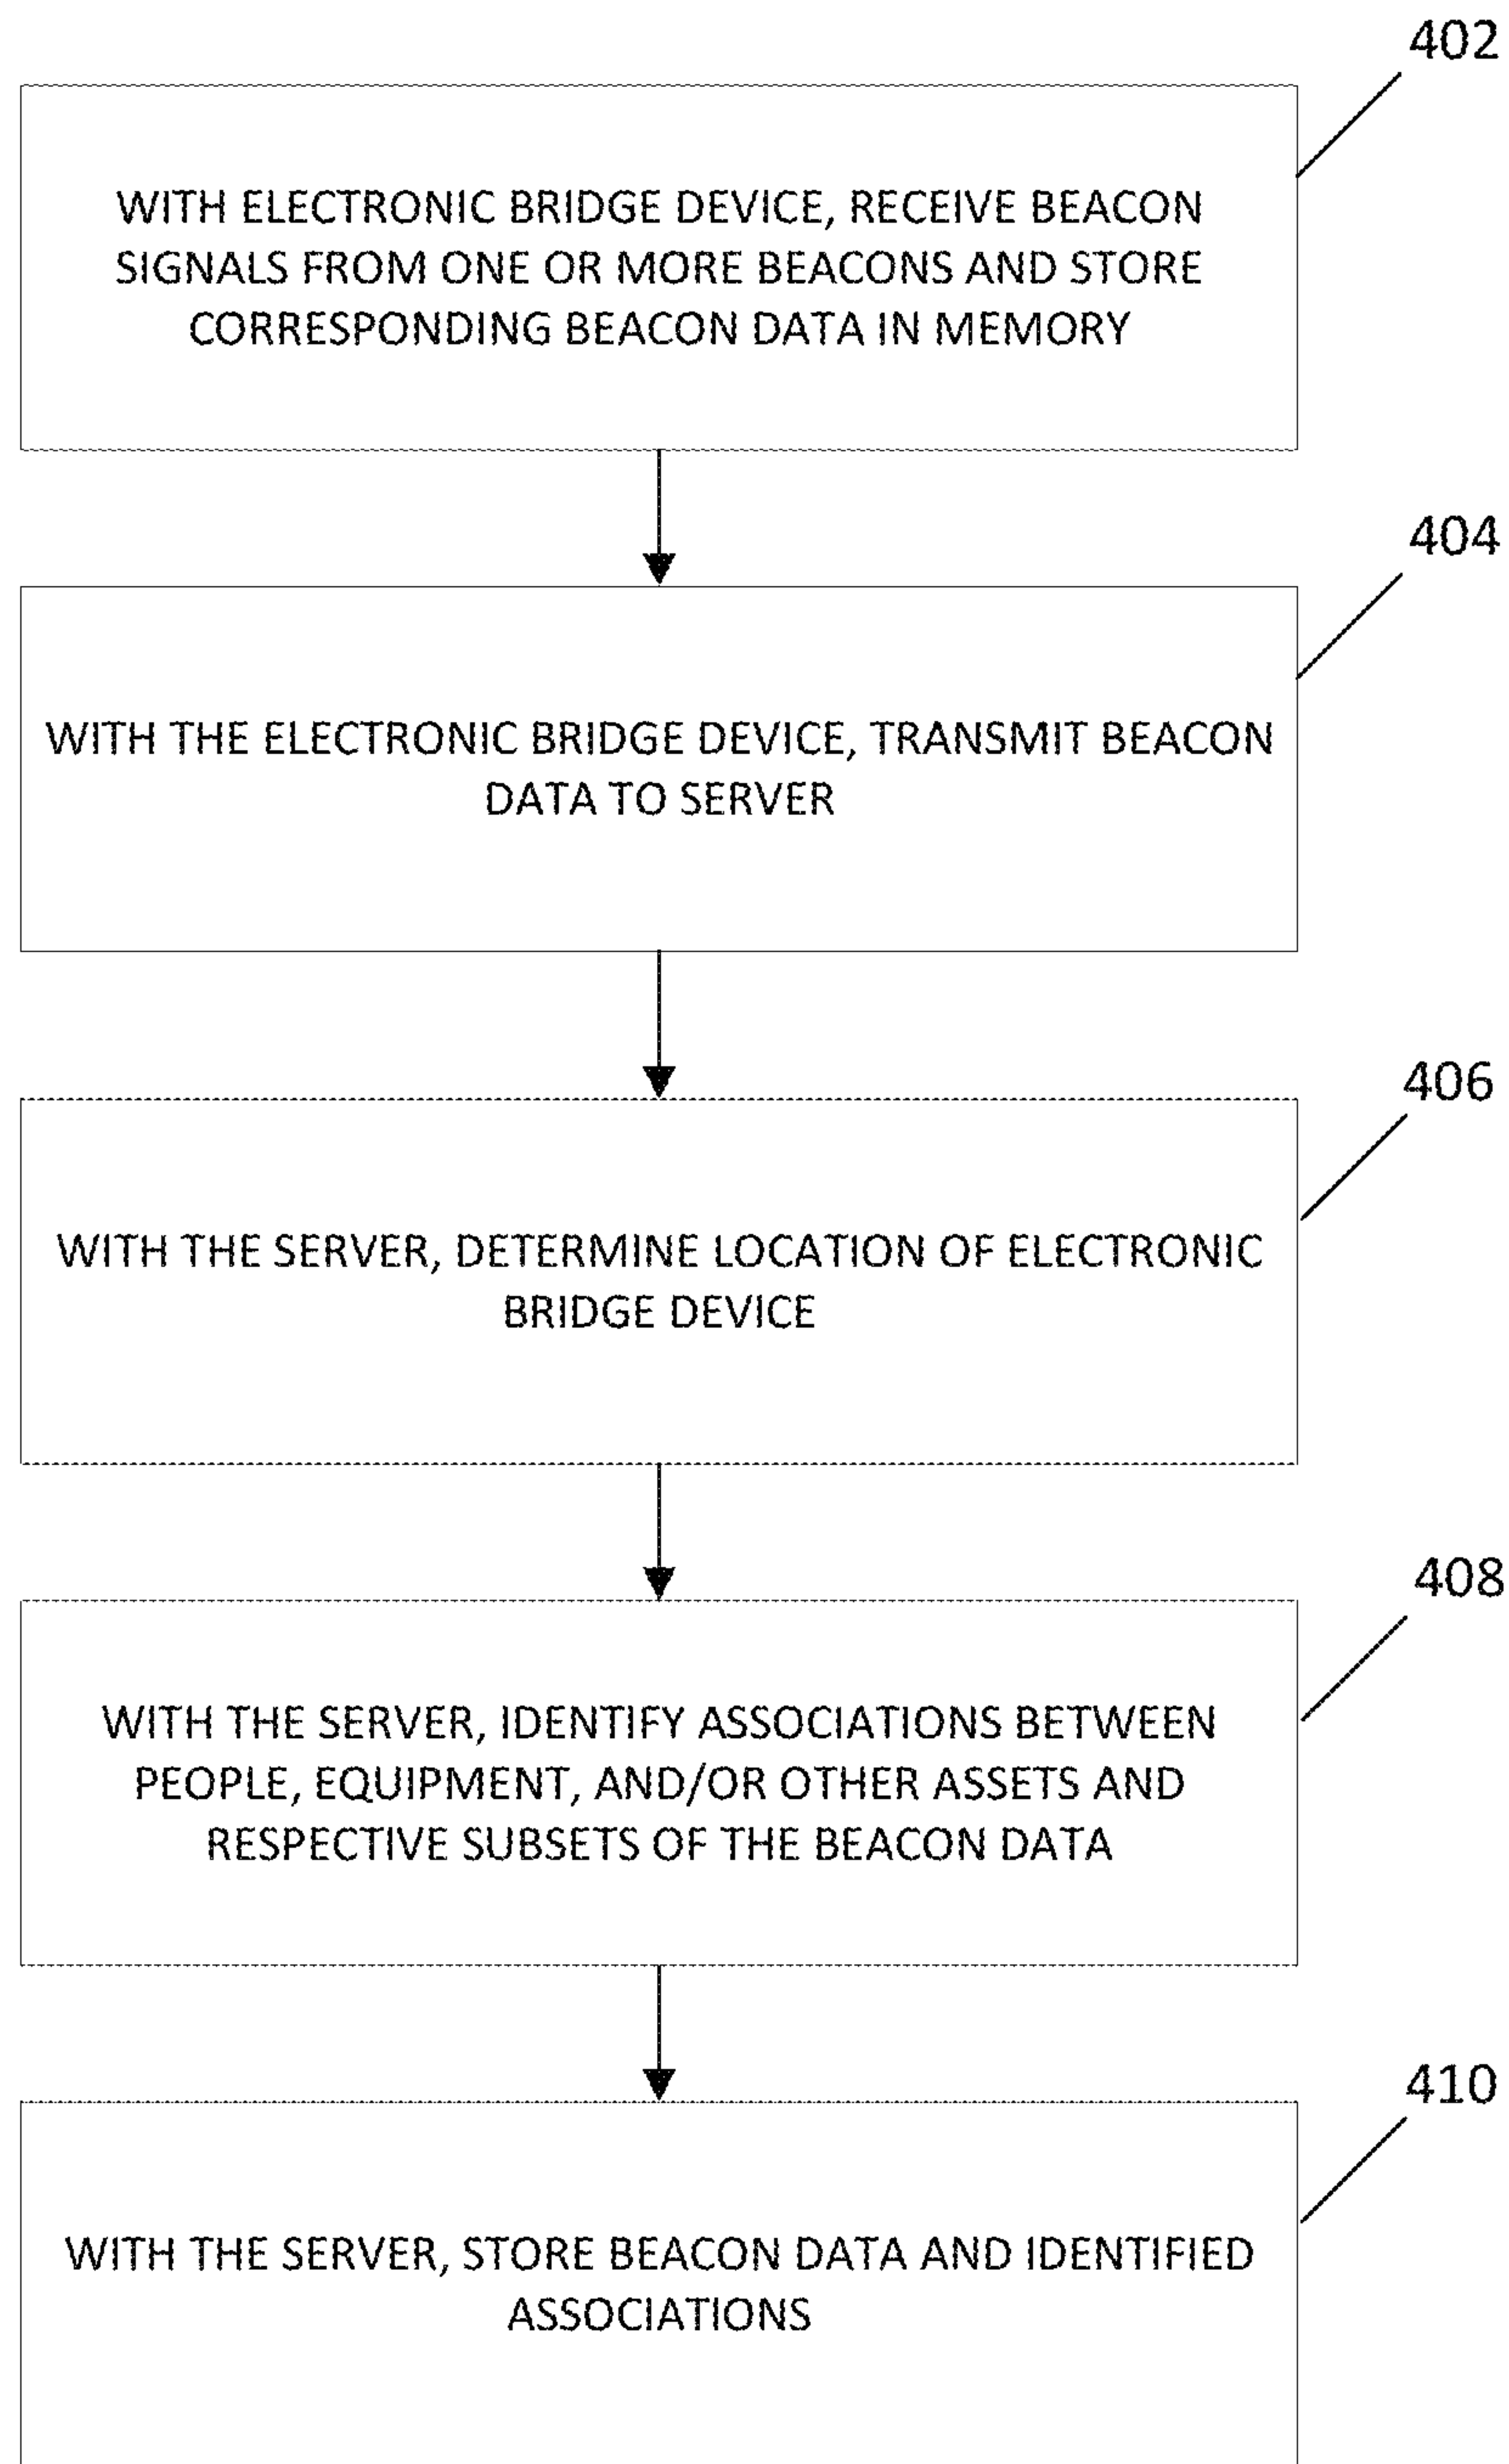 402
WITH ELECTRONIC BRIDGE DEVICE, RECEIVE BEACON
SIGNALS FROM ONE OR MORE BEACONS AND STORE
CORRESPONDING BEACON DATA IN MEMORY
404
WITH THE ELECTRONIC BRIDGE DEVICE, TRANSMIT BEACON
DATA TO SERVER
406
WITH THE SERVER, DETERMINE LOCATION OF ELECTRONIC
BRIDGE DEVICE
408
WITH THE SERVER, IDENTIFY ASSOCIATIONS BETWEEN
PEOPLE, EQUIPMENT, AND/OR OTHER ASSETS AND
RESPECTIVE SUBSETS OF THE BEACON DATA
410
WITH THE SERVER, STORE BEACON DATA AND IDENTIFIED
ASSOCIATIONS